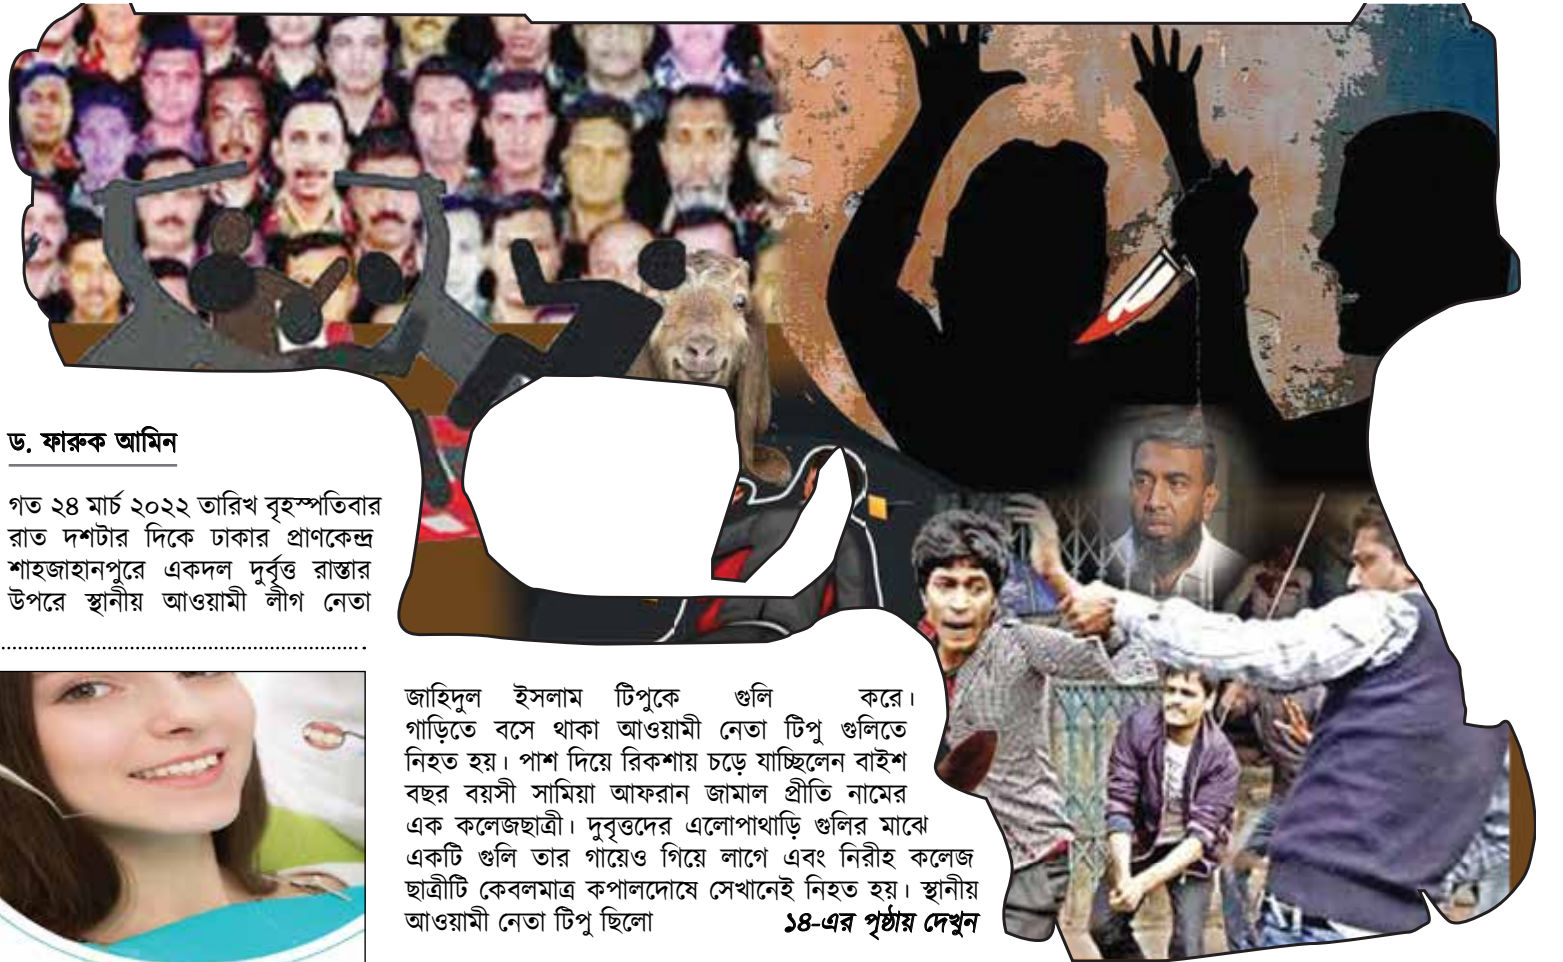 ড. ফারুক আমিন
গত ২৪ মার্চ ২০২২ তারিখ বৃহস্পতিবার
রাত দশটার দিকে ঢাকার প্রাণকেন্দ্র
শাহজাহানপুরে একদল দুর্বৃত্ত রাস্তার
উপরে স্থানীয় আওয়ামী লীগ নেতা
জাহিদুল ইসলাম টিপুকে গুলি করে।
গাড়িতে বসে থাকা আওয়ামী নেতা টিপু গুলিতে
নিহত হয়। পাশ দিয়ে রিকশায় চড়ে যাচ্ছিলেন বাইশ
বছর বয়সী সামিয়া আফরান জামাল প্রীতি নামের
এক কলেজছাত্রী। দুবৃত্তদের এলোপাথাড়ি গুলির মাঝে
একটি গুলি তার গায়েও গিয়ে লাগে এবং নিরীহ কলেজ
ছাত্রীটি কেবলমাত্র কপালদোষে সেখানেই নিহত হয়। স্থানীয়
আওয়ামী নেতা টিপু ছিলো ১৪-এর পৃষ্ঠায় দেখুন